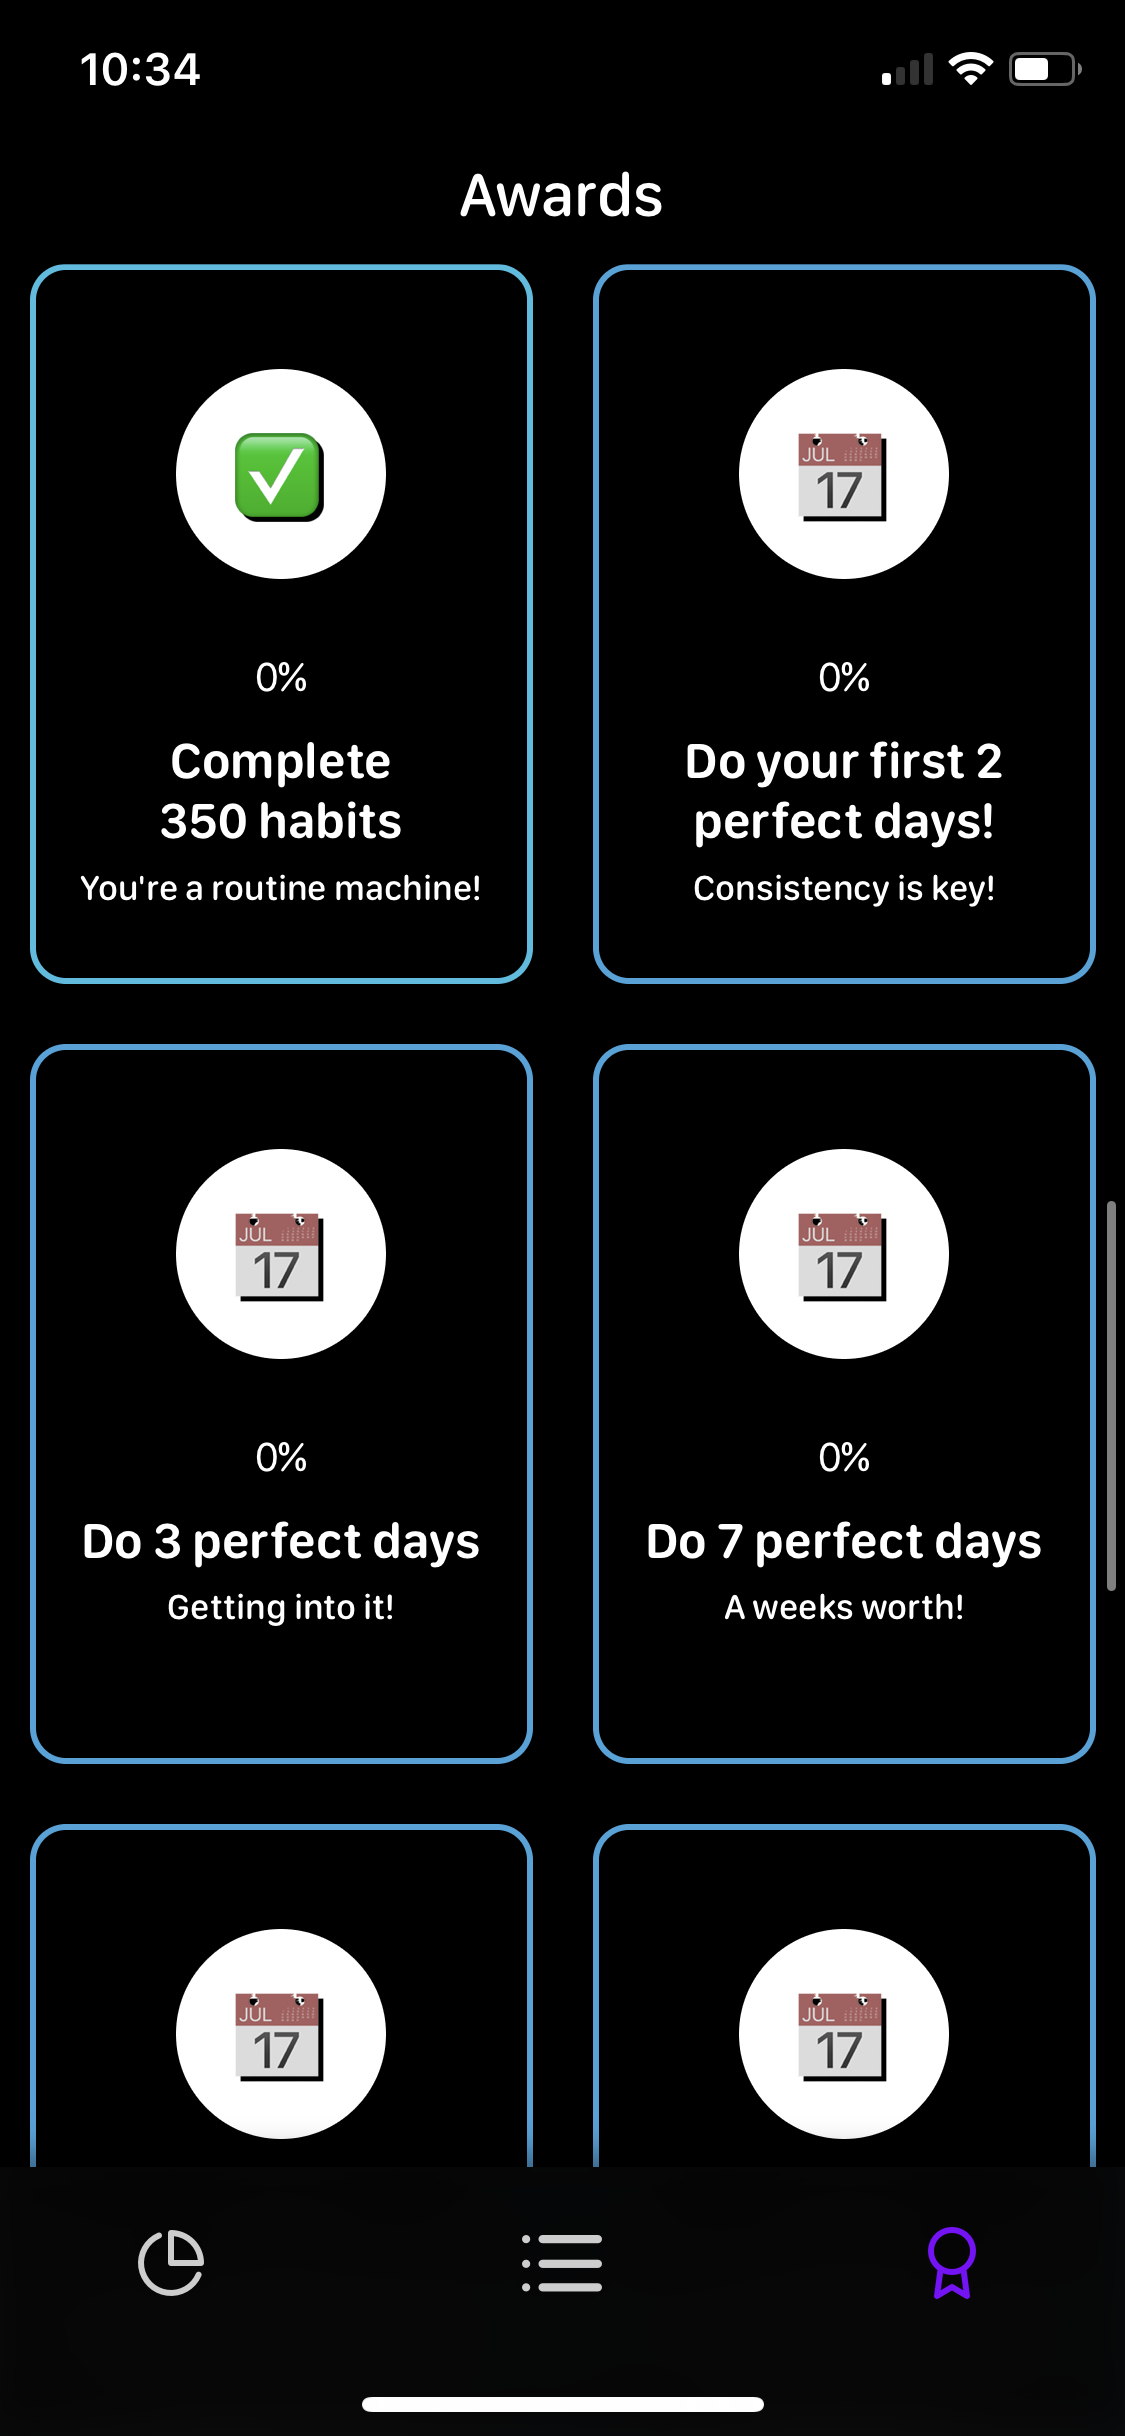 10:34
Awards
JUL
17
0%
Complete
350 habits
You're a routine machine!
JUL
17
0%
Do your first 2
perfect days!
Consistency is key!
JUL
17
0%
Do 3 perfect days
Getting into it!
JUL
17
0%
Do 7 perfect days
A weeks worth!
JUL
17
JUL
17